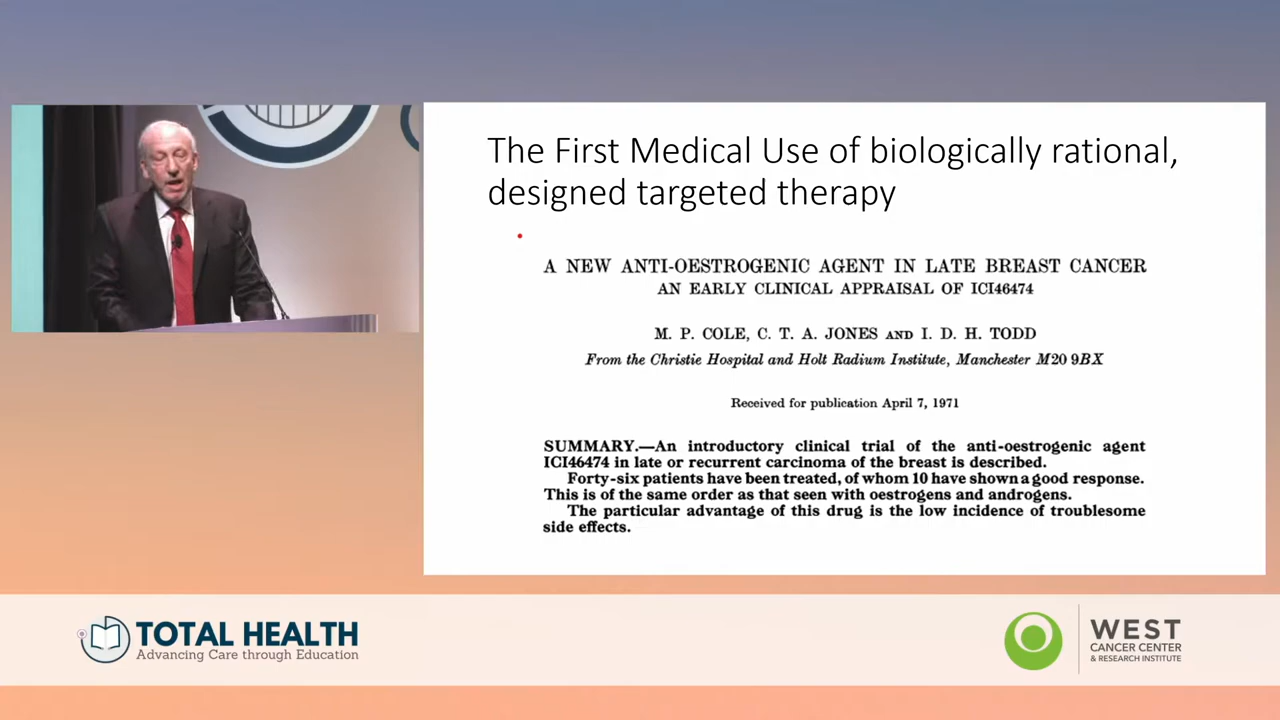 The First Medical Use of biologically rational,
designed targeted therapy
A NEW ANTI-OESTROGENIC AGENT IN LATE BREAST CANCER
AN EARLY CLINICAL APPRAISAL OF ICI46474
M. P. COLE, C. T. A. JONES AND I. D. H. TODD
From the Christie Hospital and Holt Radium Institute, Manchester M20 9BX
Received for publication April 7, 1971
SUMMARY.—An introductory clinical trial of the anti-oestrogenic agent
ICI46474 in late or recurrent carcinoma of the breast is described.
Forty-six patients have been treated, of whom 10 have shown a good response.
This is of the same order as that seen with oestrogens and androgens.
The particular advantage of this drug is the low incidence of troublesome
side effects.
TOTAL HEALTH
Advancing Care through Education
WEST
CANCER CENTER
& RESEARCH INSTITUTE